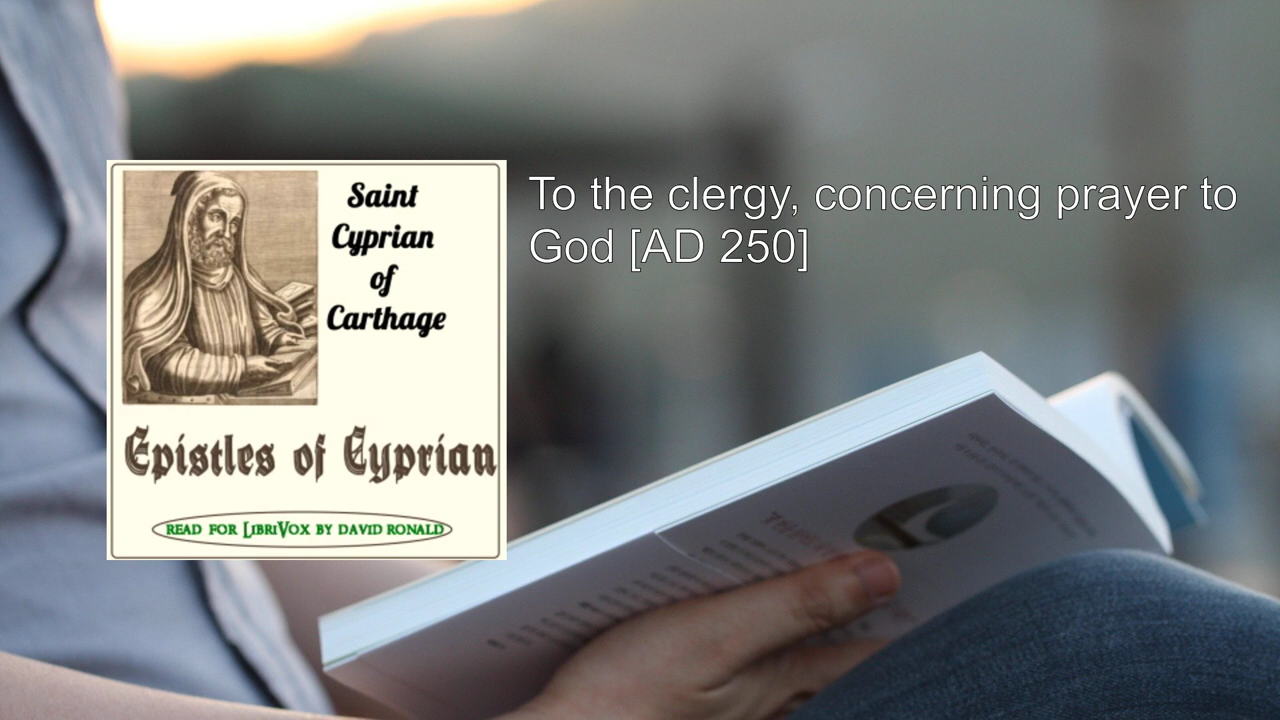 Saint
Cyprian
of
Carthage
Epistles of Cyprian
READ FOR LIBRIVOX BY DAVID RONALD
To the clergy, concerning prayer to
God [AD 250]